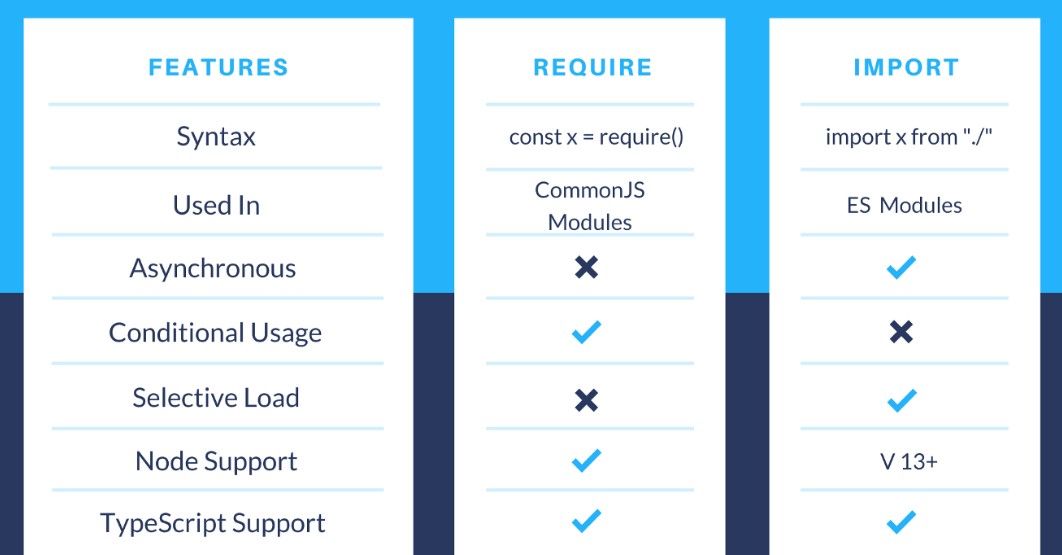 FEATURES REQUIRE IMPORT
Syntax const x = require() import x from "./"
Used In CommonJS Modules ES Modules
Asynchronous
Conditional Usage
Selective Load
Node Support V 13+
TypeScript Support